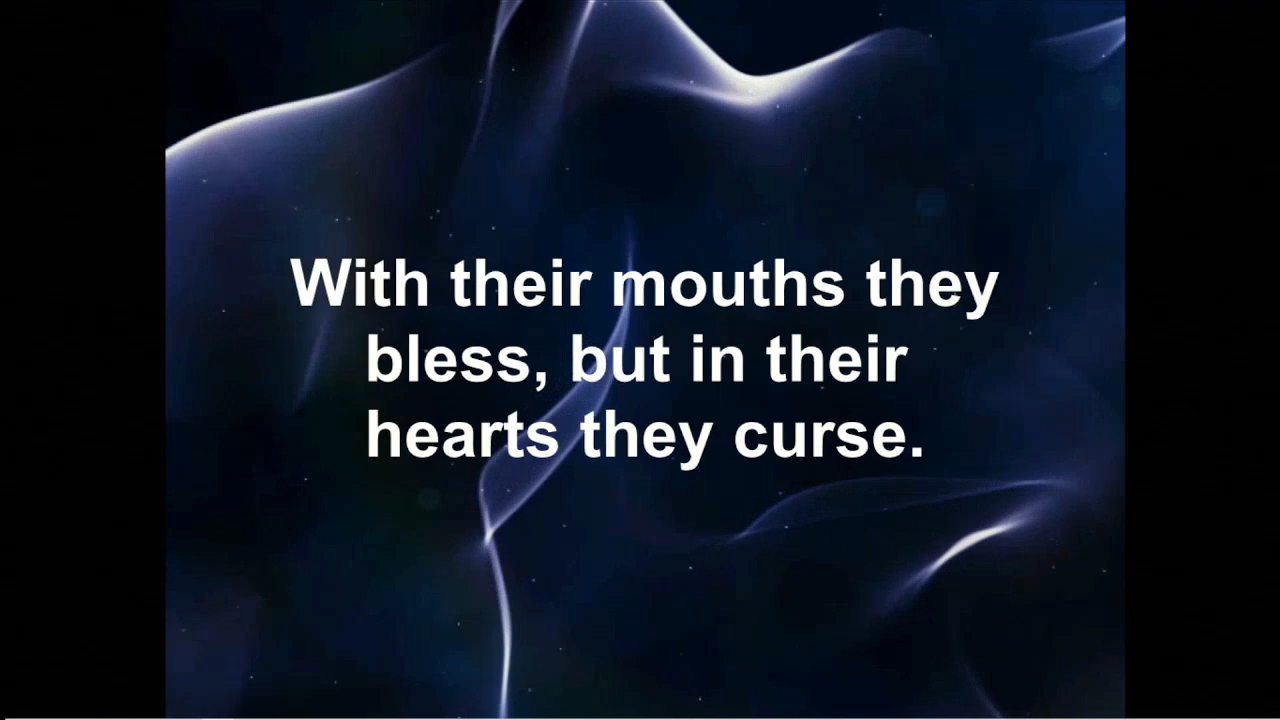 With their mouths they
bless, but in their
hearts they curse.